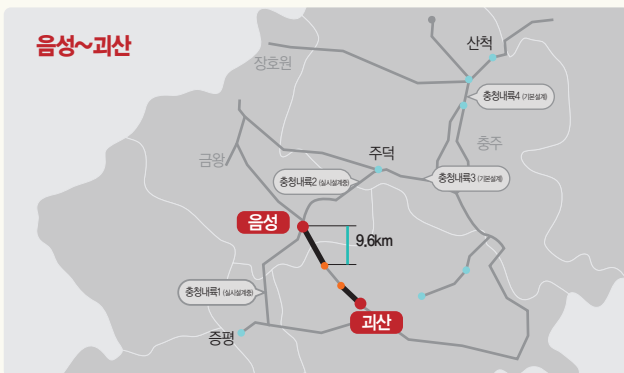 음성~괴산
산척
장호원
충청내륙4 (기본설계)
충주
주덕
금왕
충청내륙2 (실시설계중)
충청내륙3 (기본설계)
음성
9.6km
충청내륙1 (실시설계중)
괴산
증평